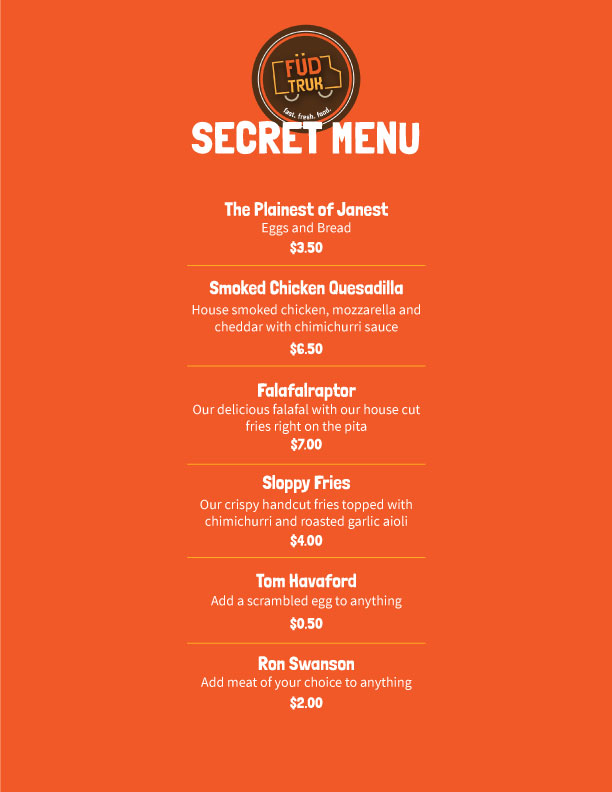 FÜD
TRUK
fast. fresh. food.
SECRET MENU
The Plainest of Janest
Eggs and Bread
$3.50
Smoked Chicken Quesadilla
House smoked chicken, mozzarella and
cheddar with chimichurri sauce
$6.50
Falafalraptor
Our delicious falafal with our house cut
fries right on the pita
$7.00
Sloppy Fries
Our crispy handcut fries topped with
chimichurri and roasted garlic aioli
$4.00
Tom Havaford
Add a scrambled egg to anything
$0.50
Ron Swanson
Add meat of your choice to anything
$2.00